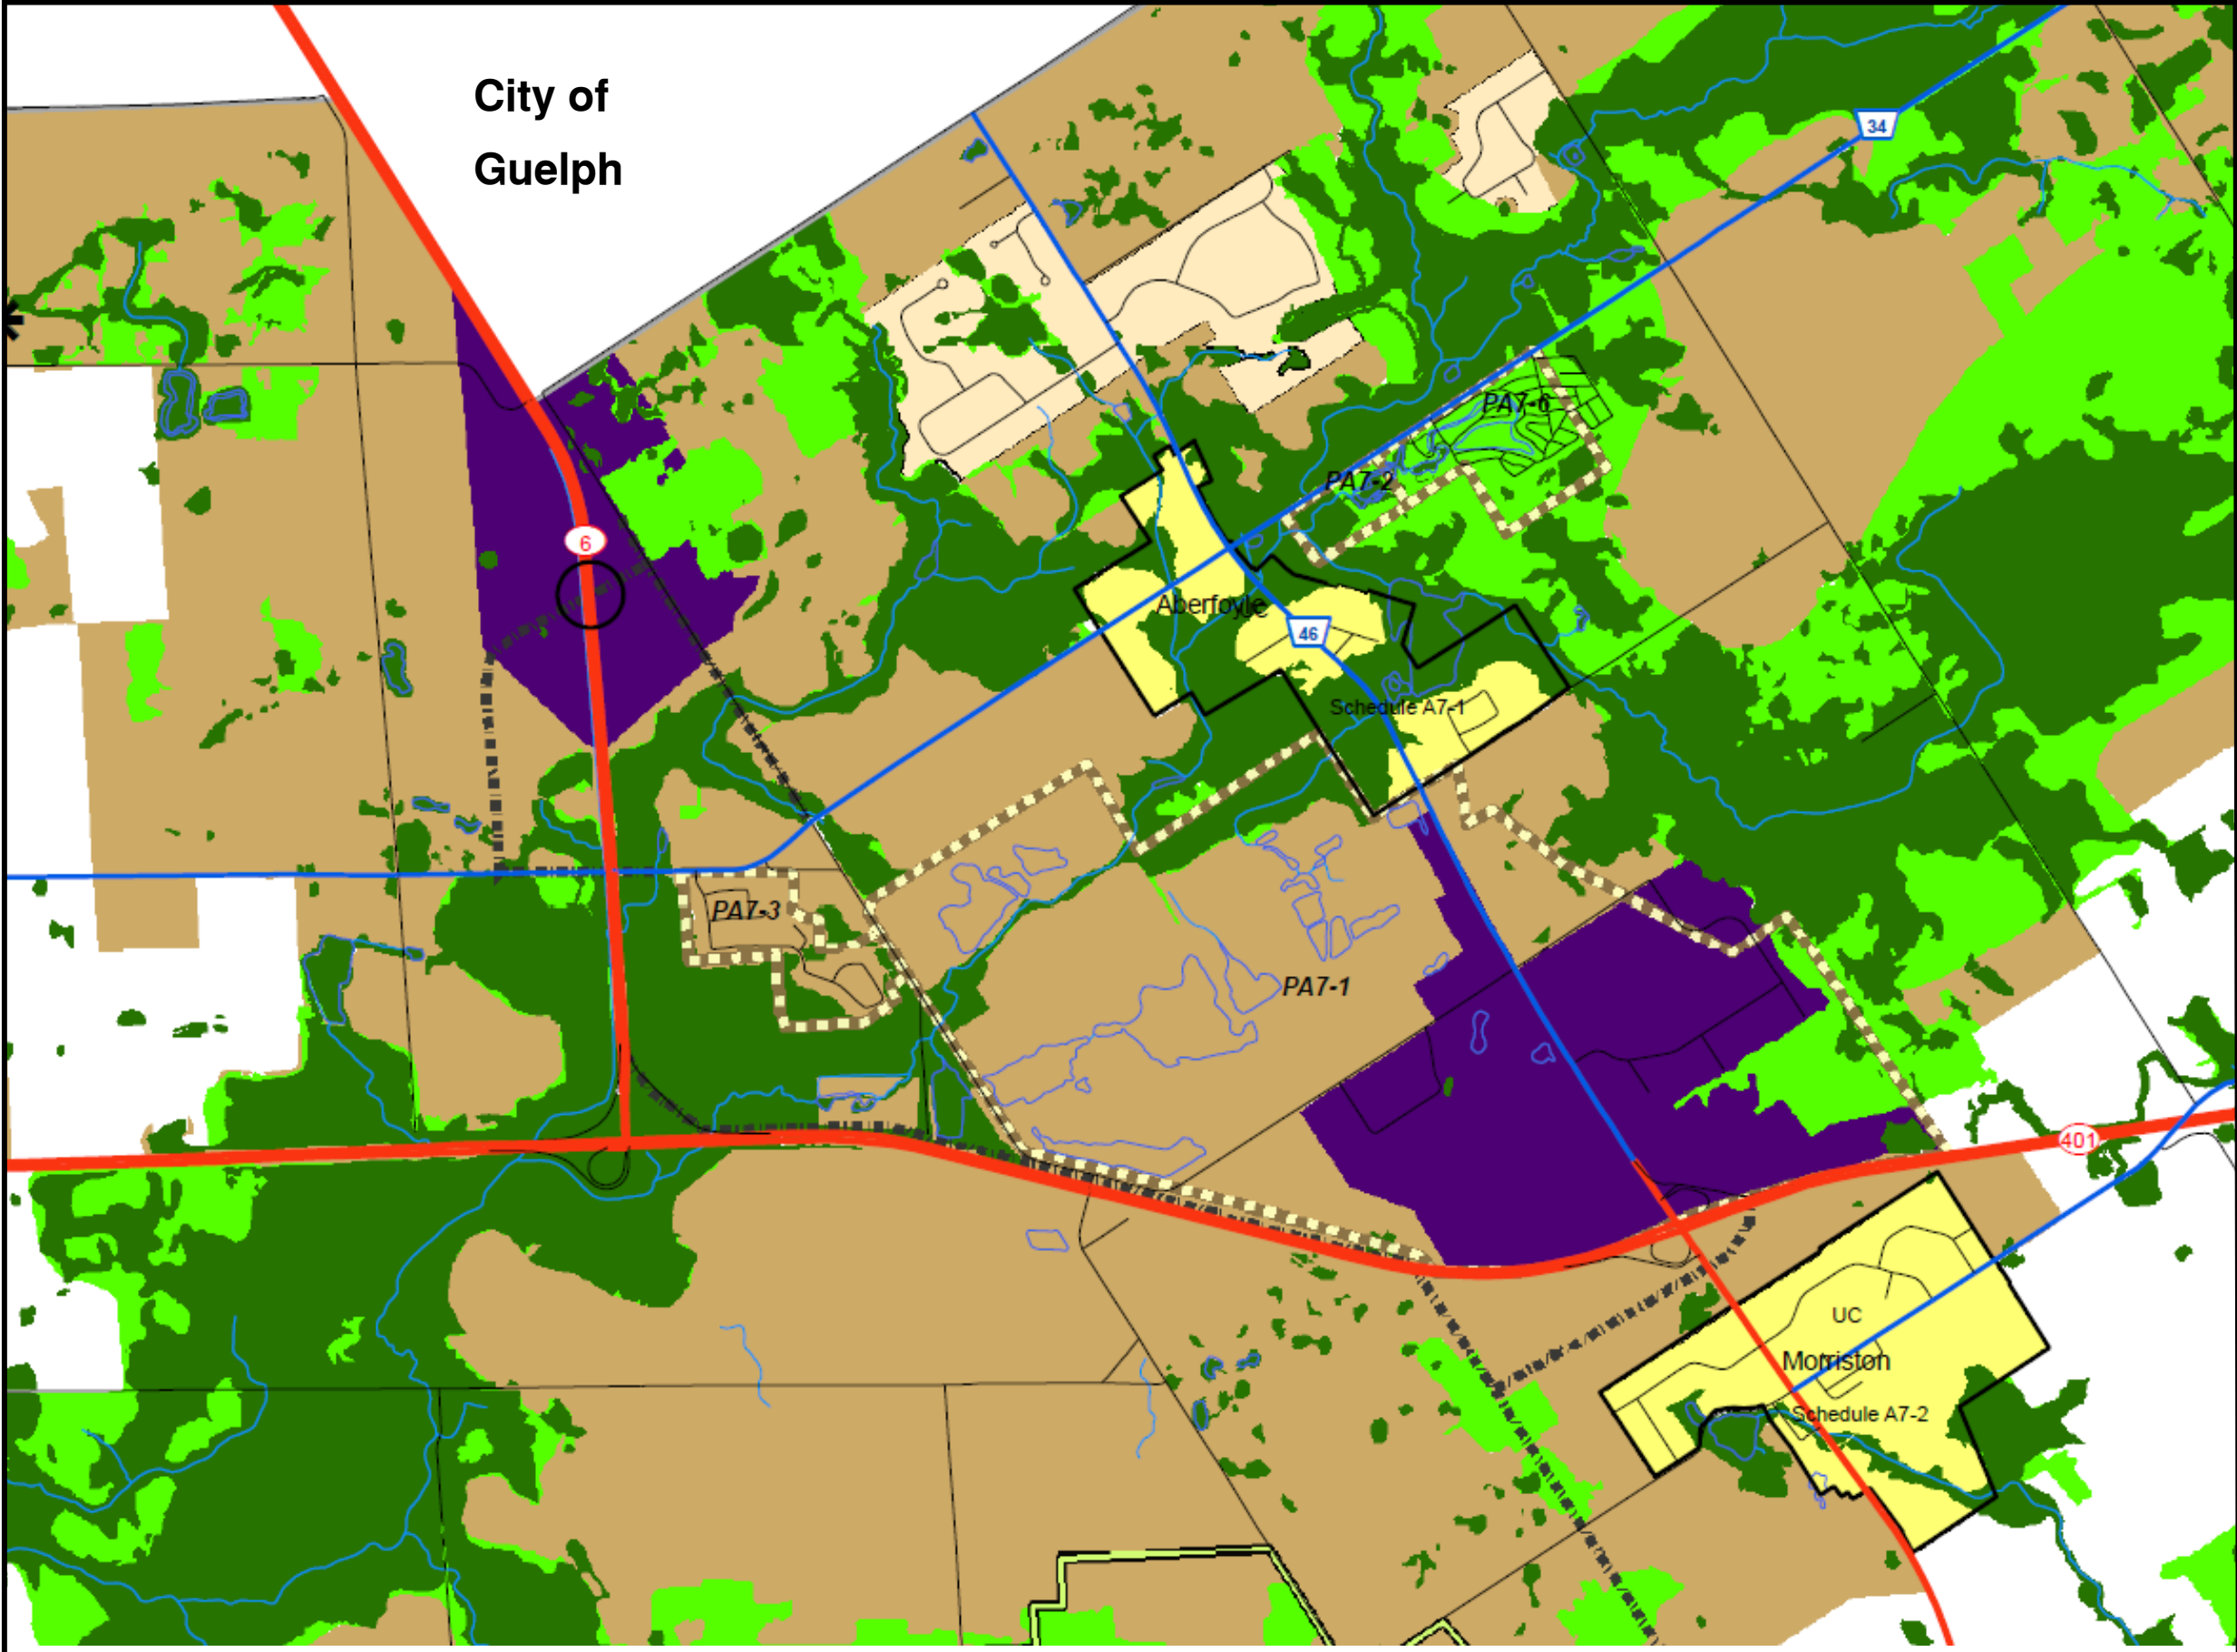 City of
Guelph
34
PA7-6
PA7-2
6
Aberfoyle
46
Schedule A7-1
PA7-3
PA7-1
401
UC
Morriston
Schedule A7-2